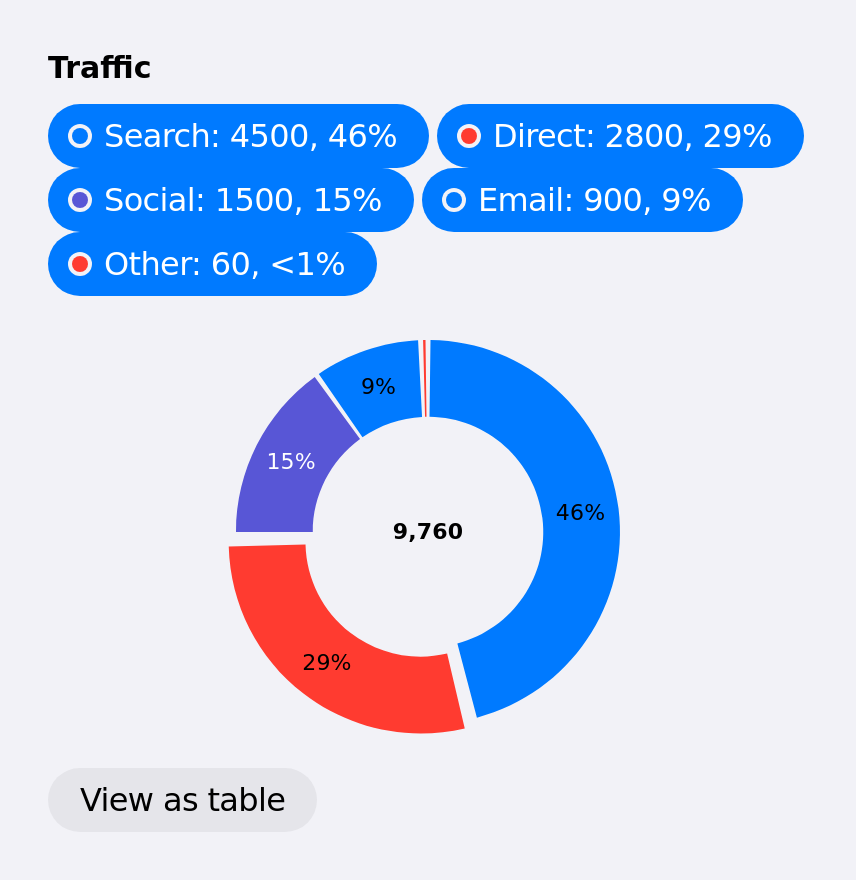 Traffic
Search: 4500, 46% Direct: 2800, 29%
Social: 1500, 15% Email: 900, 9%
Other: 60, <1%
9%
15%
46%
9,760
29%
View as table